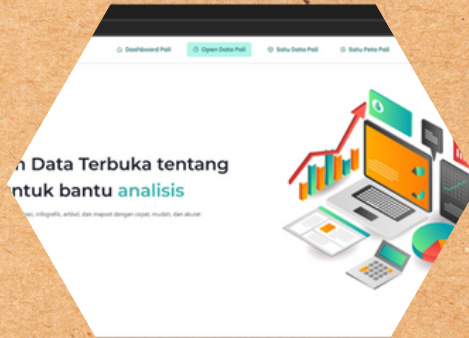 Dashboard Pali
Open Data Pali
Satu Data Pali
Satu Peta Pali
n Data Terbuka tentang
ntuk bantu analisis
infografis, artikel, dan mapset dengan cepat, mudah, dan akurat